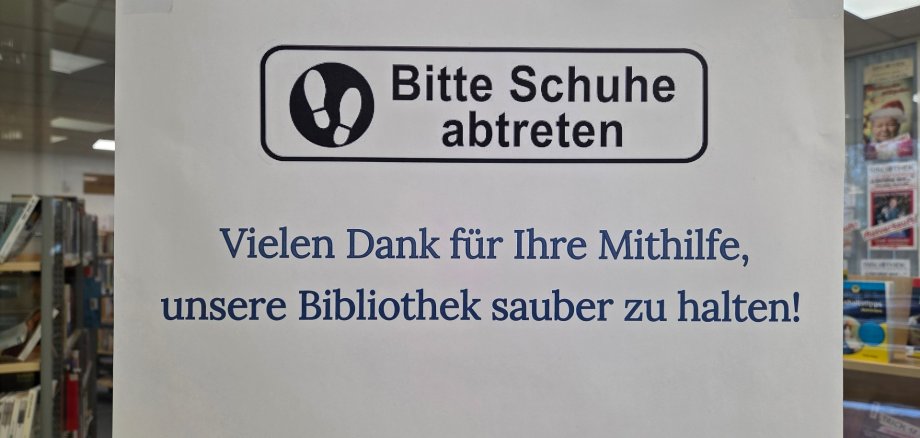 Bitte Schuhe
abtreten
Vielen Dank für Ihre Mithilfe,
unsere Bibliothek sauber zu halten!